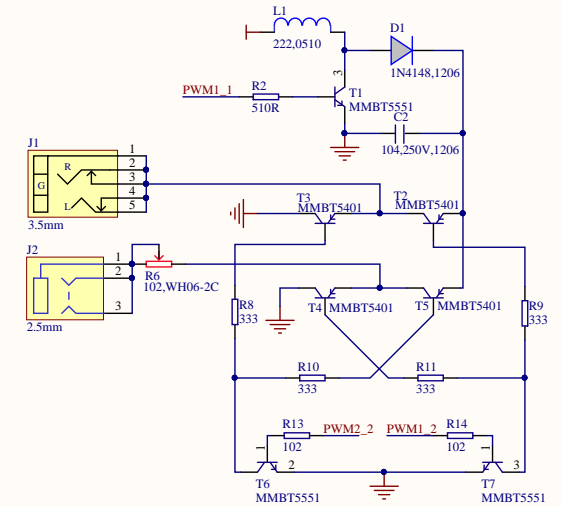 L1
222,0510
D1
1N4148,1206
3
PWM1_1
R2
510R
T1
MMBT5551
C2
104,250V,1206
J1
1
R
2
G
3
4
L
5
3.5mm
T3
MMBT5401
T2
MMBT5401
J2
1
2
3
2.5mm
R6
102,WH06-2C
R8
333
T4
MMBT5401
T5
MMBT5401
R9
333
R10
333
R11
333
R13
102
PWM2_2
PWM1_2
R14
102
1
2
T6
MMBT5551
1
3
T7
MMBT5551